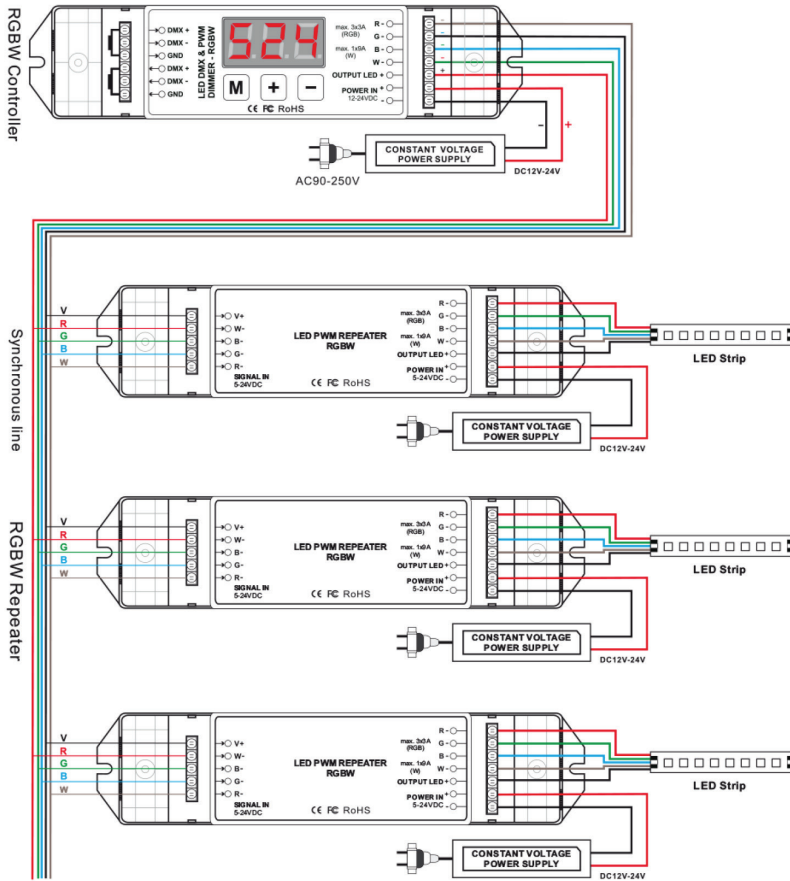 RGBW Controller
DMX +
DMX -
GND
DMX +
DMX -
GND
LED DMX & PWM
DIMMER - RGBW
524
M + −
CE FC RoHS
max. 3x3A
(RGB)
max. 1x9A
(W)
R -
G -
B -
W -
OUTPUT LED +
POWER IN +
12-24VDC
-
-
-
-
-
+
- +
CONSTANT VOLTAGE
POWER SUPPLY
AC90-250V
DC12V-24V
Synchronous line
RGBW Repeater
V
R
G
B
W
V+
W-
B-
G-
R-
SIGNAL IN
5-24VDC
LED PWM REPEATER
RGBW
CE FC RoHS
R -
max. 3x3A
(RGB)
G -
B -
max. 1x9A
(W)
W -
OUTPUT LED +
POWER IN +
5-24VDC -
LED Strip
CONSTANT VOLTAGE
POWER SUPPLY
DC12V-24V
V
R
G
B
W
V+
W-
B-
G-
R-
SIGNAL IN
5-24VDC
LED PWM REPEATER
RGBW
CE FC RoHS
R -
max. 3x3A
(RGB)
G -
B -
max. 1x9A
(W)
W -
OUTPUT LED +
POWER IN +
5-24VDC -
LED Strip
CONSTANT VOLTAGE
POWER SUPPLY
DC12V-24V
V
R
G
B
W
V+
W-
B-
G-
R-
SIGNAL IN
5-24VDC
LED PWM REPEATER
RGBW
CE FC RoHS
R -
max. 3x3A
(RGB)
G -
B -
max. 1x9A
(W)
W -
OUTPUT LED +
POWER IN +
5-24VDC -
LED Strip
CONSTANT VOLTAGE
POWER SUPPLY
DC12V-24V